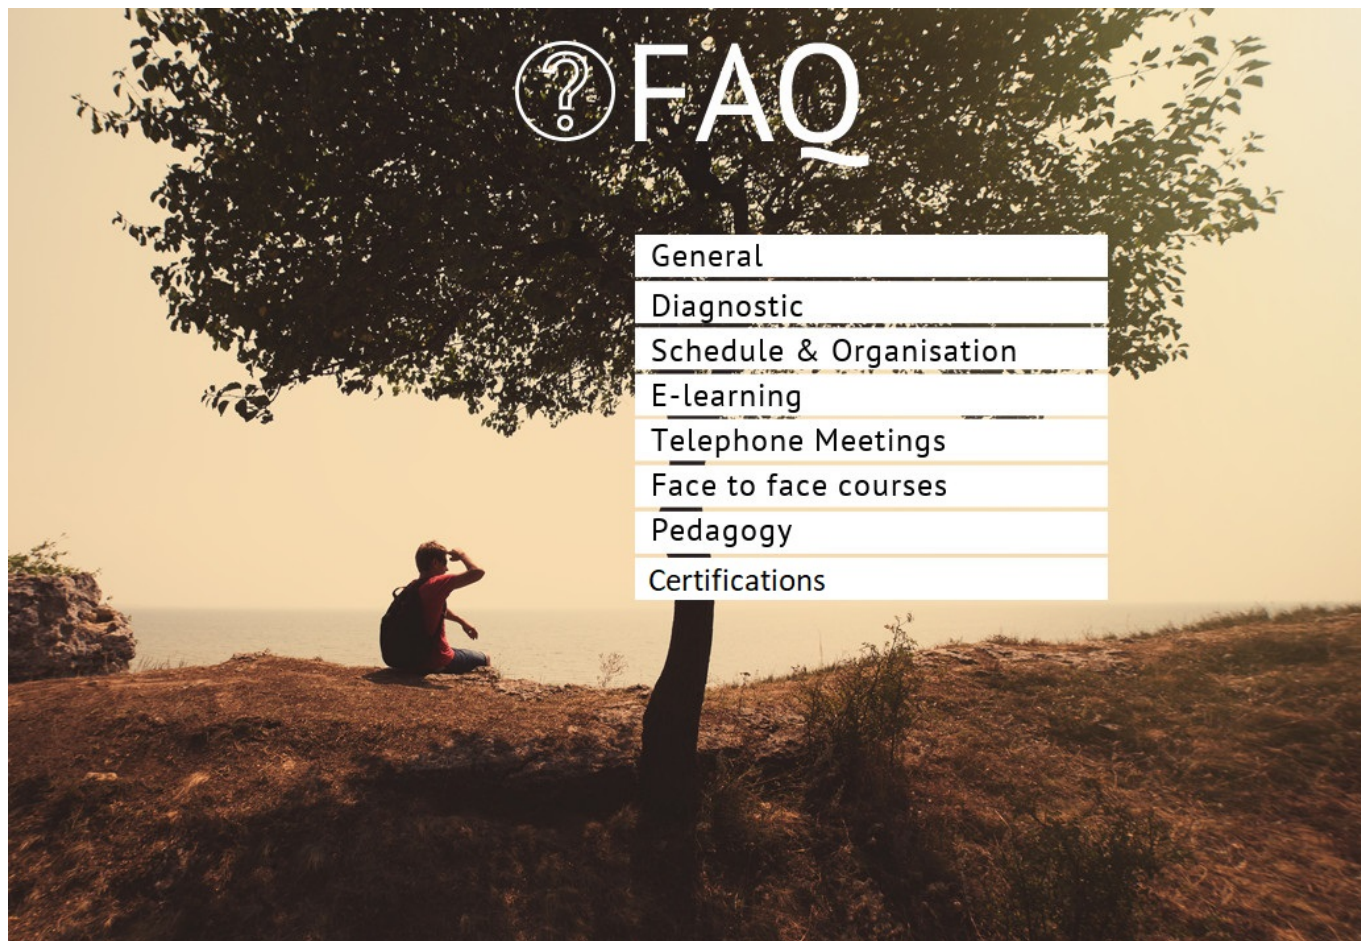 FAQ
General
Diagnostic
Schedule & Organisation
E-learning
Telephone Meetings
Face to face courses
Pedagogy
Certifications